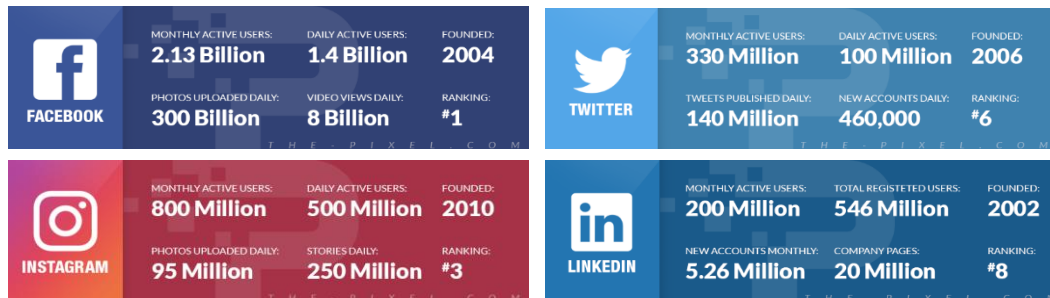 FACEBOOK
MONTHLY ACTIVE USERS: DAILY ACTIVE USERS: FOUNDED:
2.13 Billion 1.4 Billion 2004
PHOTOS UPLOADED DAILY: VIDEO VIEWS DAILY: RANKING:
300 Billion 8 Billion #1
THE-PIXEL.COM
TWITTER
MONTHLY ACTIVE USERS: DAILY ACTIVE USERS: FOUNDED:
330 Million 100 Million 2006
TWEETS PUBLISHED DAILY: NEW ACCOUNTS DAILY: RANKING:
140 Million 460,000 #6
THE-PIXEL.COM
INSTAGRAM
MONTHLY ACTIVE USERS: DAILY ACTIVE USERS: FOUNDED:
800 Million 500 Million 2010
PHOTOS UPLOADED DAILY: STORIES DAILY: RANKING:
95 Million 250 Million #3
THE-PIXEL.COM
in
LINKEDIN
MONTHLY ACTIVE USERS: TOTAL REGISTETED USERS: FOUNDED:
200 Million 546 Million 2002
NEW ACCOUNTS MONTHLY: COMPANY PAGES: RANKING:
5.26 Million 20 Million #8
THE-PIXEL.COM